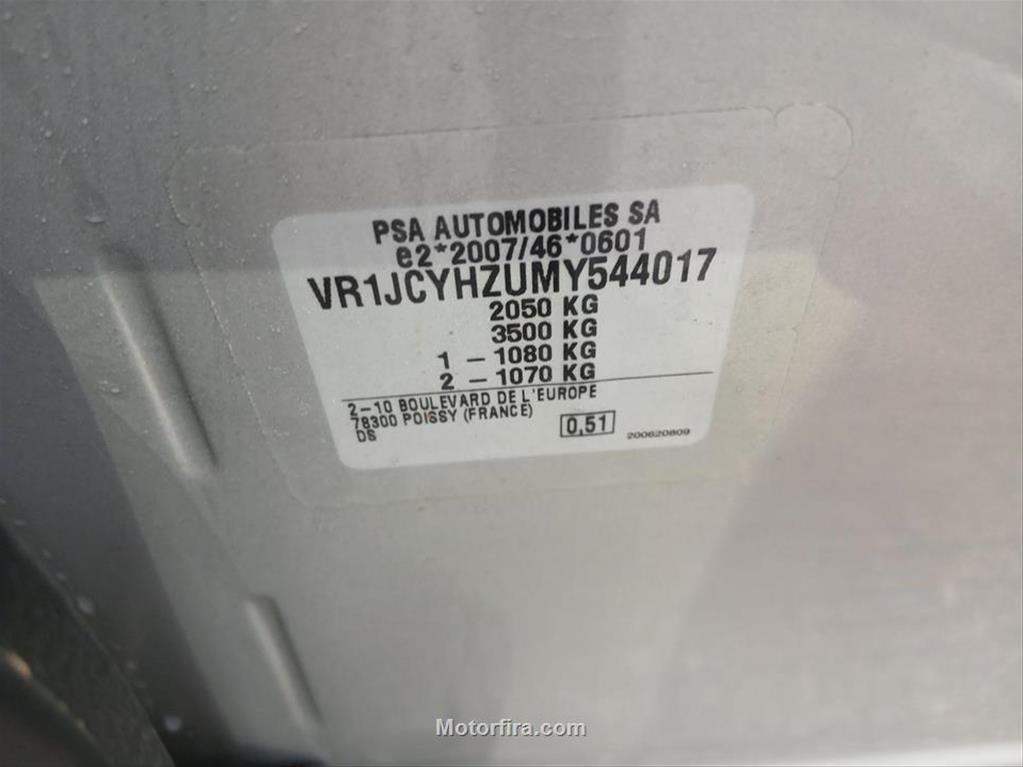 PSA AUTOMOBILES SA
e2*2007/46*0601
VR1JCYHZUMY544017
2050 KG
3500 KG
1 – 1080 KG
2 – 1070 KG
2–10 BOULEVARD DE L'EUROPE
78300 POISSY (FRANCE)
DS
0,51
200620809
Motorfira.com